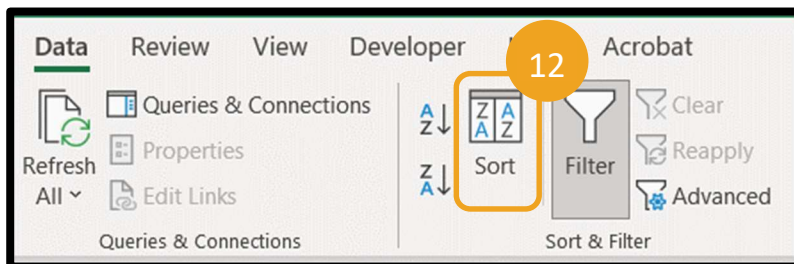 Data Review View Developer Acrobat
12
Queries & Connections
Properties
Edit Links
Refresh
All
Queries & Connections
A
Z
Z
A
Z A
A Z
Sort
Filter
Clear
Reapply
Advanced
Sort & Filter